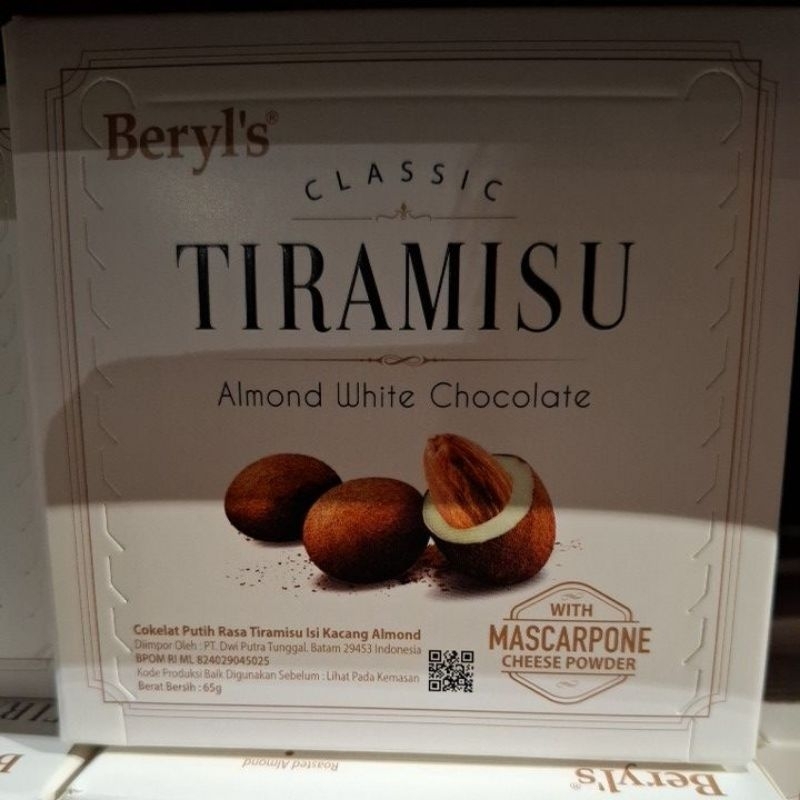 Beryl's®
CLASSIC
TIRAMISU
Almond White Chocolate
Cokelat Putih Rasa Tiramisu Isi Kacang Almond
Diimpor Oleh : PT. Dwi Putra Tunggal. Batam 29453 Indonesia
BPOM RI ML 824029045025
Kode Produksi Baik Digunakan Sebelum : Lihat Pada Kemasan
Berat Bersih : 65g
WITH
MASCARPONE
CHEESE POWDER
Roasted Almond
Beryl's®